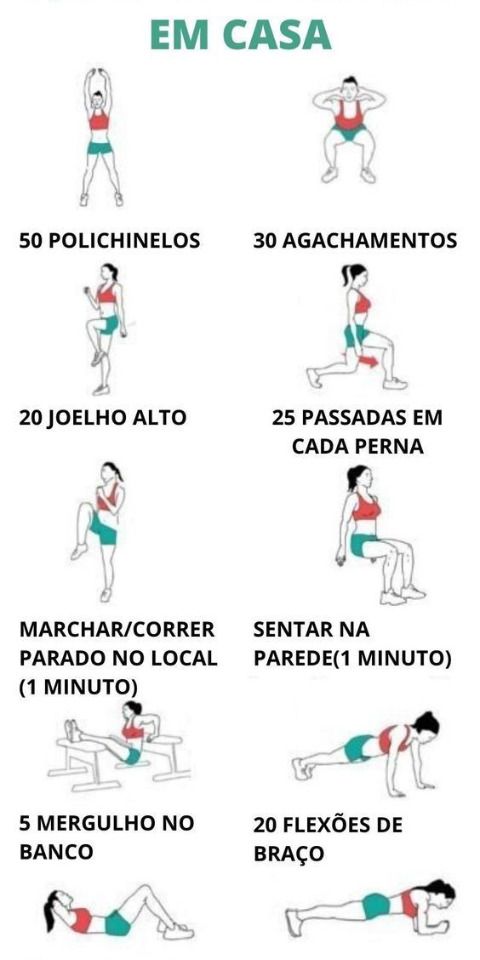 EM CASA
50 POLICHINELOS
30 AGACHAMENTOS
20 JOELHO ALTO
25 PASSADAS EM
CADA PERNA
MARCHAR/CORRER
PARADO NO LOCAL
(1 MINUTO)
SENTAR NA
PAREDE(1 MINUTO)
5 MERGULHO NO
BANCO
20 FLEXÕES DE
BRAÇO